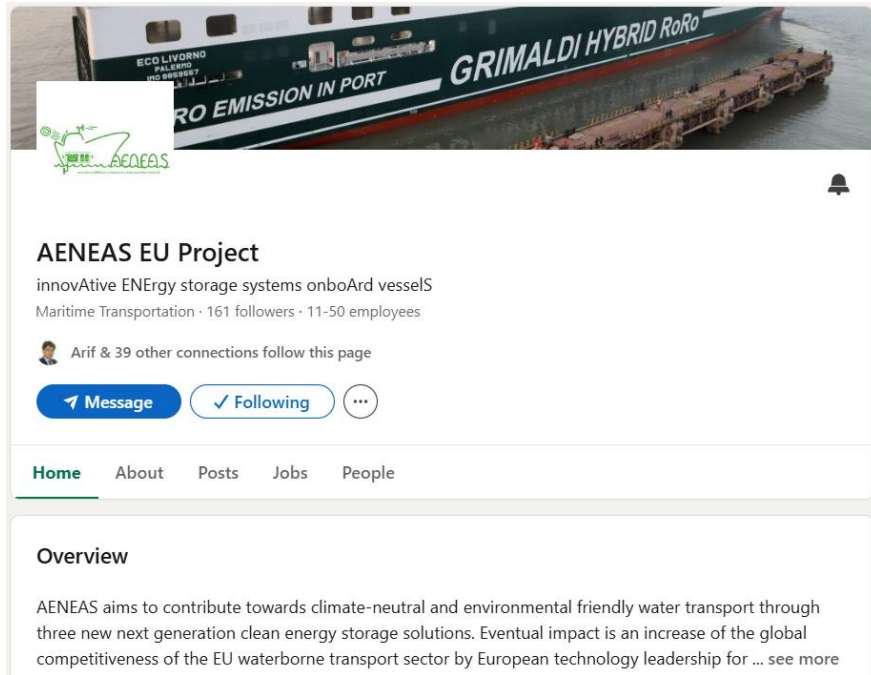 ECO LIVORNO
PALERMO
IMO 9859557
GRIMALDI HYBRID RoRo
RO EMISSION IN PORT
AENEAS
AENEAS EU Project
innovAtive ENErgy storage systems onboArd vesselS
Maritime Transportation · 161 followers · 11-50 employees
Arif & 39 other connections follow this page
Message
Following
Home About Posts Jobs People
Overview
AENEAS aims to contribute towards climate-neutral and environmental friendly water transport through
three new next generation clean energy storage solutions. Eventual impact is an increase of the global
competitiveness of the EU waterborne transport sector by European technology leadership for ... see more